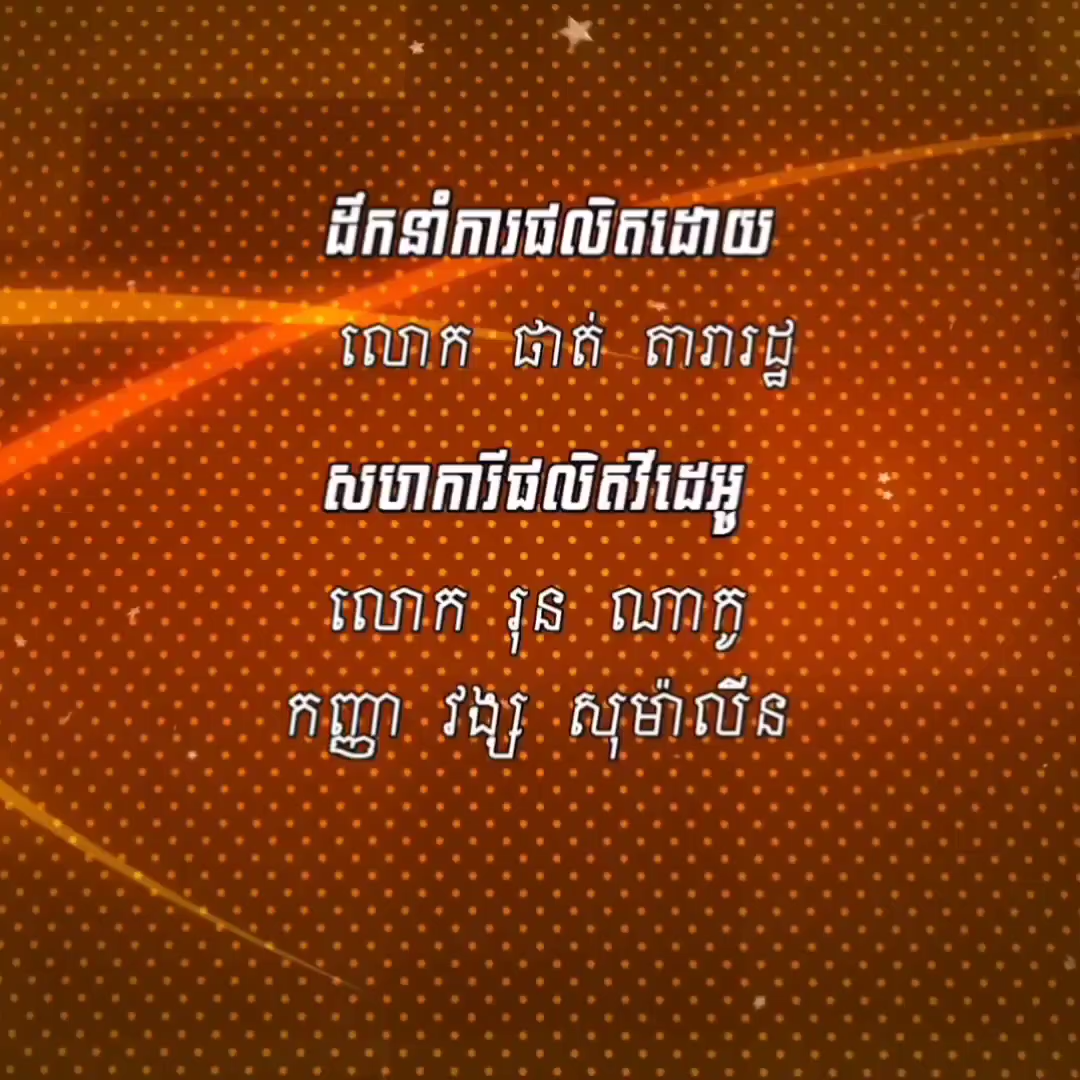 ដឹកនាំការផលិតដោយ
លោក ផាត់ តារារដ្ឋ
សហការីផលិតវីដេអូ
លោក រុន ណាកូ
កញ្ញា វង្ស សុម៉ាលីន